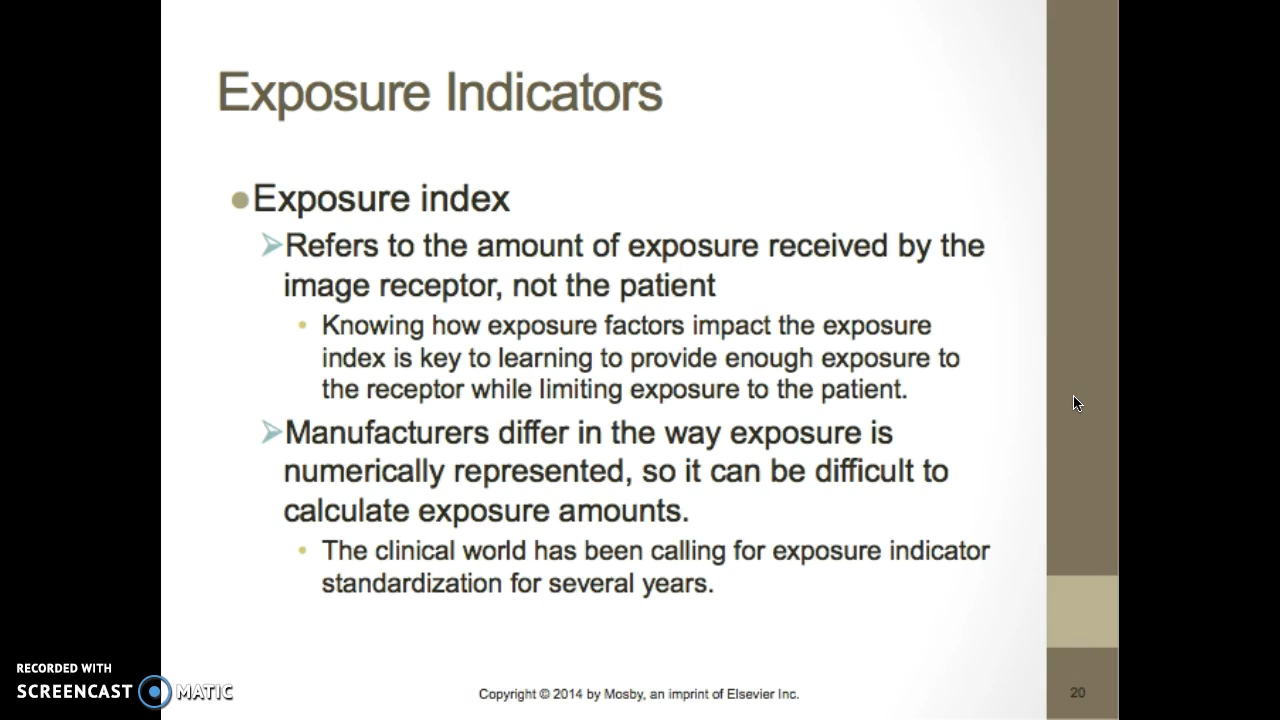 Exposure Indicators
Exposure index
Refers to the amount of exposure received by the
image receptor, not the patient
Knowing how exposure factors impact the exposure
index is key to learning to provide enough exposure to
the receptor while limiting exposure to the patient.
Manufacturers differ in the way exposure is
numerically represented, so it can be difficult to
calculate exposure amounts.
The clinical world has been calling for exposure indicator
standardization for several years.
RECORDED WITH
SCREENCAST MATIC
Copyright © 2014 by Mosby, an imprint of Elsevier Inc.
20